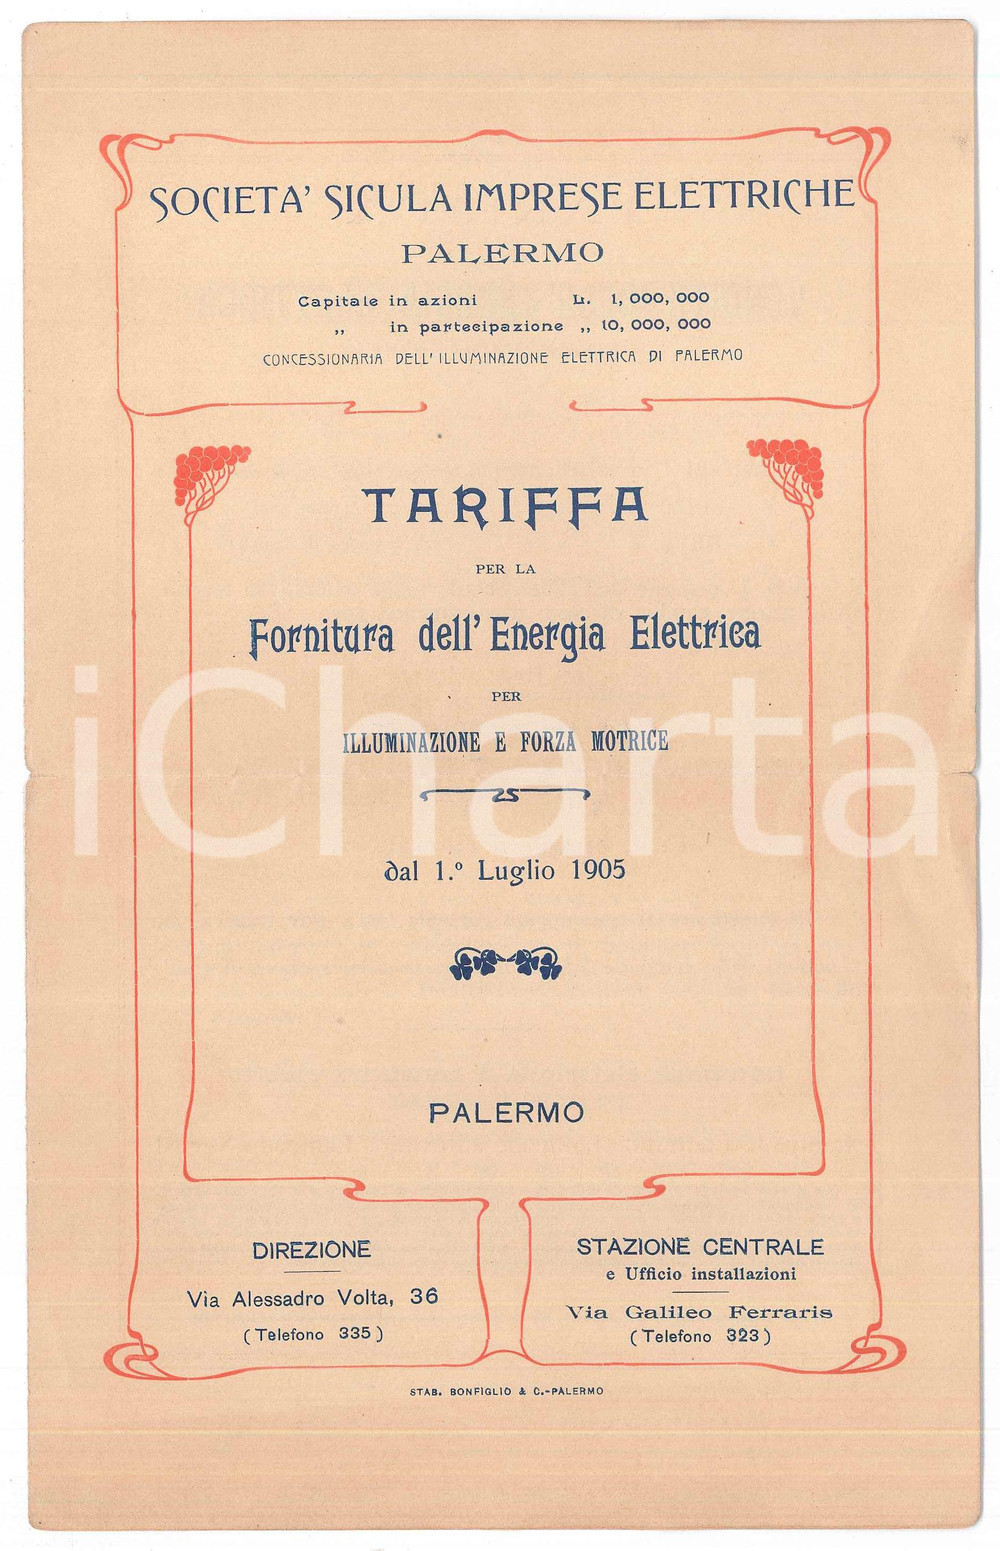 SOCIETA' SICULA IMPRESE ELETTRICHE
PALERMO
Capitale in azioni L. 1,000,000
,, in partecipazione ,, 10,000,000
CONCESSIONARIA DELL'ILLUMINAZIONE ELETTRICA DI PALERMO
TARIFFA
PER LA
Fornitura dell'Energia Elettrica
PER
ILLUMINAZIONE E FORZA MOTRICE
iCharta
dal 1.º Luglio 1905
PALERMO
DIREZIONE
Via Alessadro Volta, 36
(Telefono 335)
STAZIONE CENTRALE
e Ufficio installazioni
Via Galileo Ferraris
(Telefono 323)
STAB. BONFIGLIO & C.-PALERMO